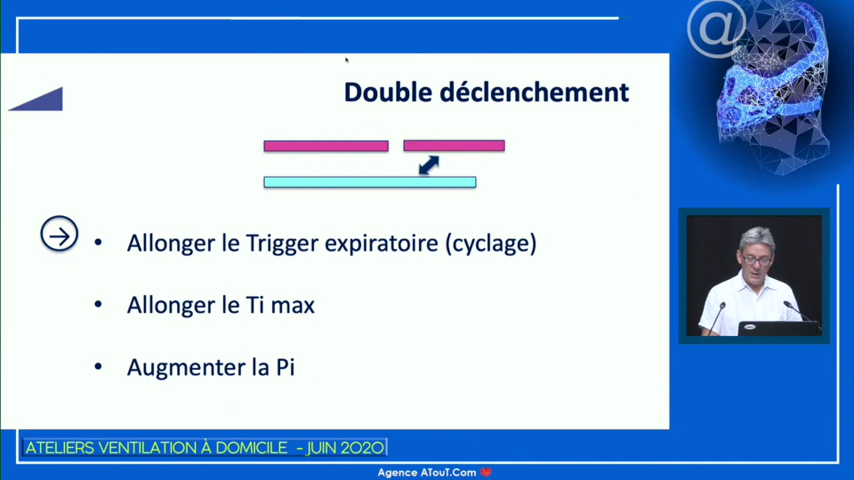 @
Double déclenchement
• Allonger le Trigger expiratoire (cyclage)
• Allonger le Ti max
• Augmenter la Pi
ATELIERS VENTILATION À DOMICILE - JUIN 2020
Agence ATouT.Com